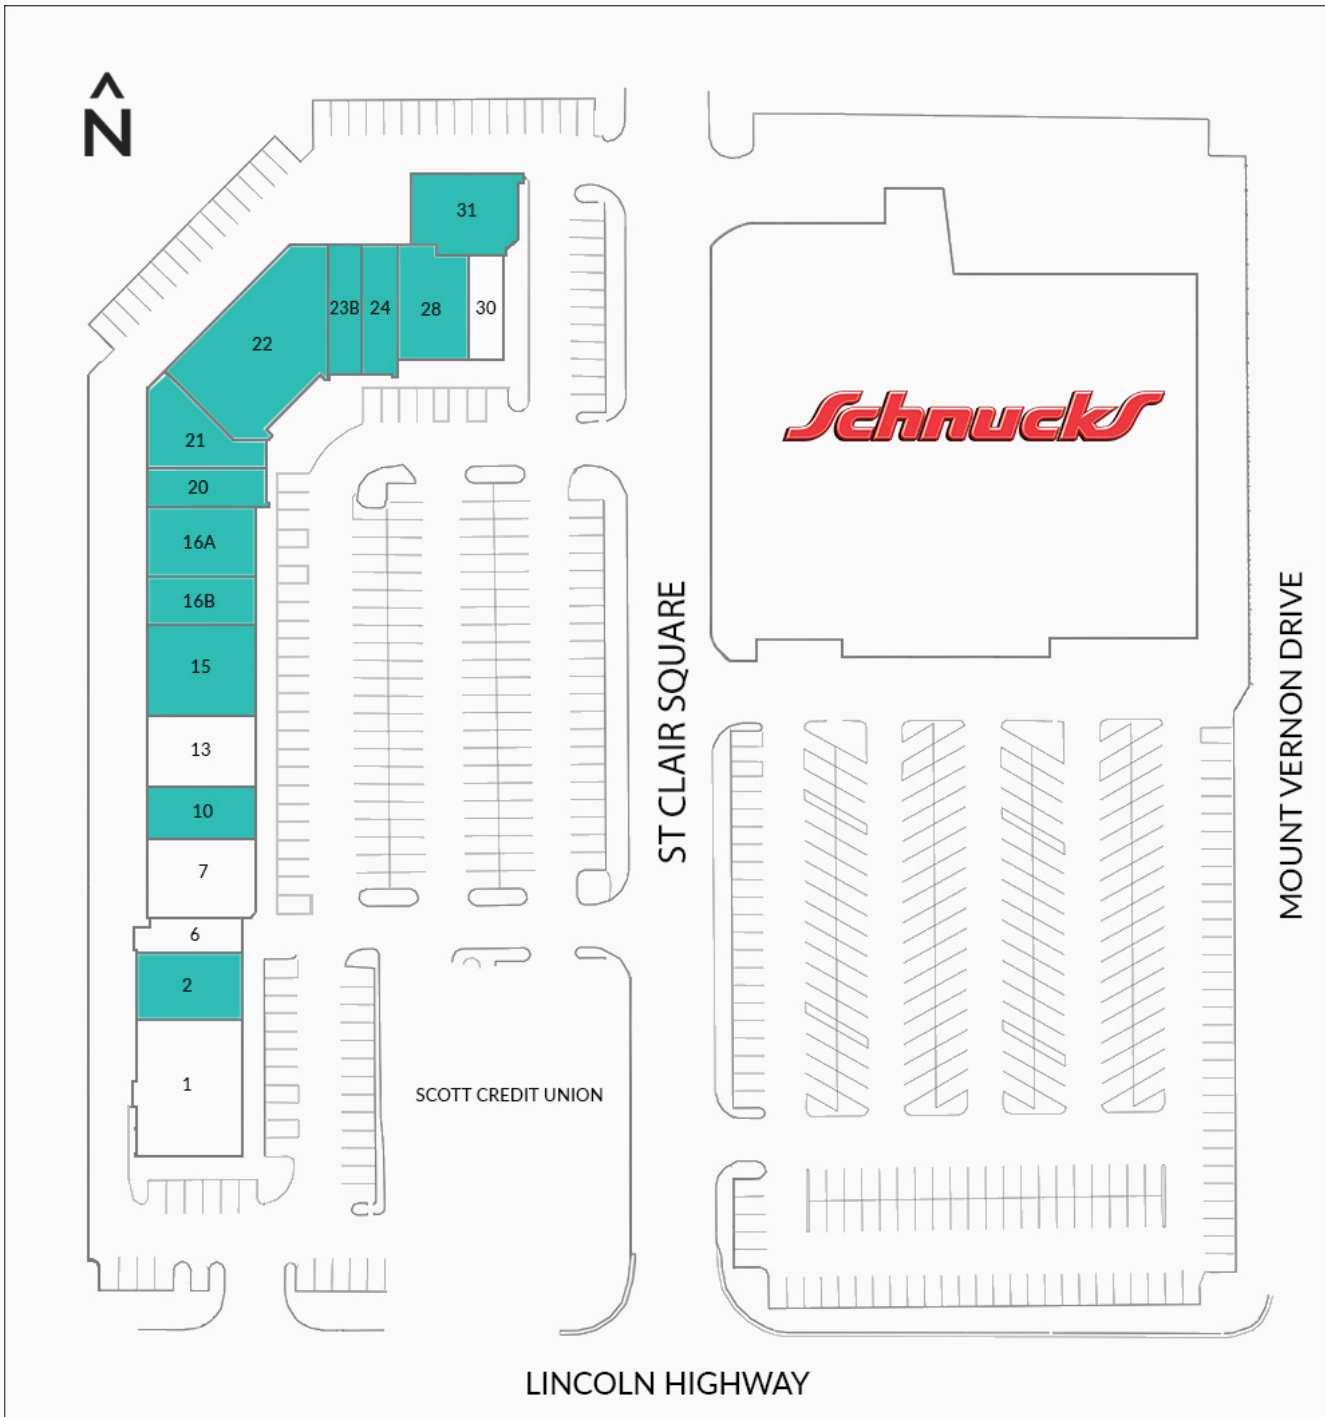 N
31
23B
24
28
30
22
Schnucks
21
20
16A
16B
15
13
10
7
6
2
1
ST CLAIR SQUARE
MOUNT VERNON DRIVE
SCOTT CREDIT UNION
LINCOLN HIGHWAY